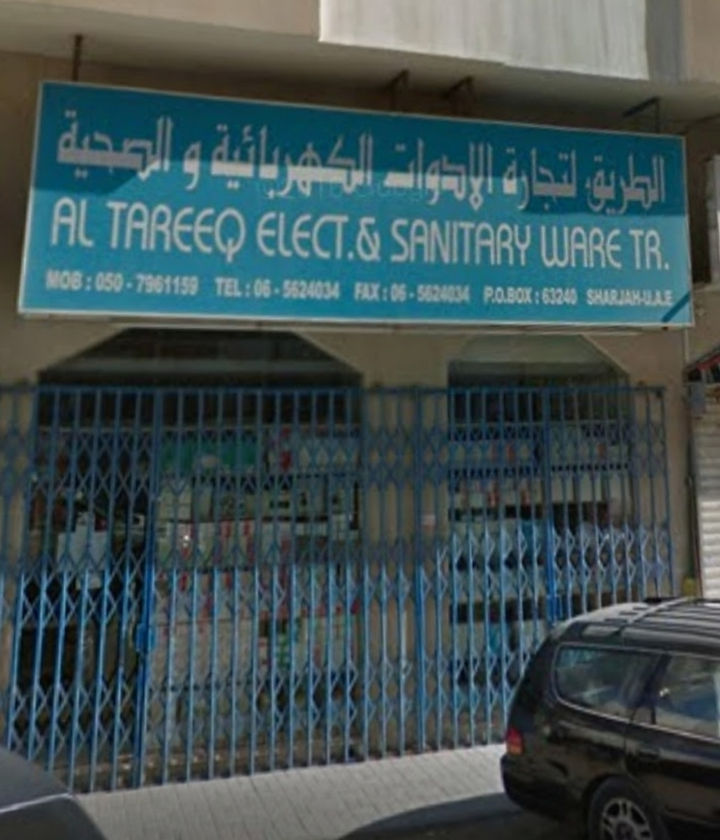 الطريق لتجارة الادوات الكهربائية و الصحية
AL TAREEQ ELECT.& SANITARY WARE TR.
MOB : 050 - 7961159 TEL : 06 - 5624034 FAX : 06 - 5624034 P.O.BOX : 63240 SHARJAH-U.A.E